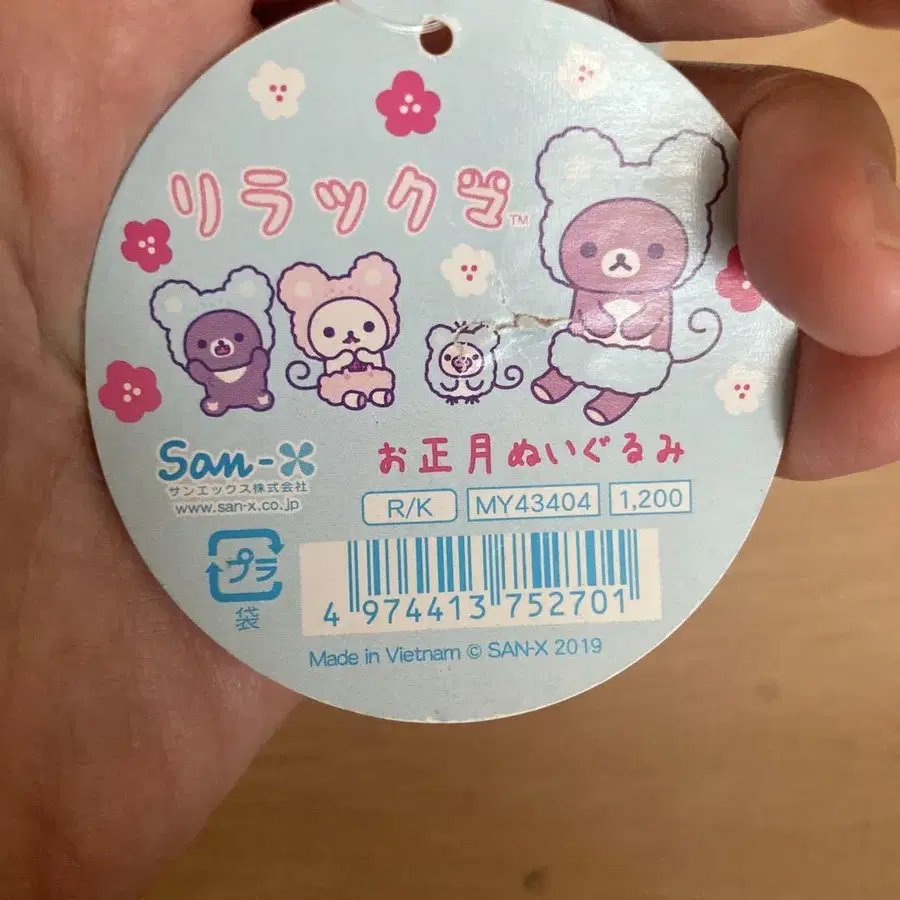 リラックマ™
San-X
サンエックス株式会社
www.san-x.co.jp
お正月ぬいぐるみ
R/K MY43404 1,200
プラ
袋
4 974413 752701
Made in Vietnam © SAN-X 2019